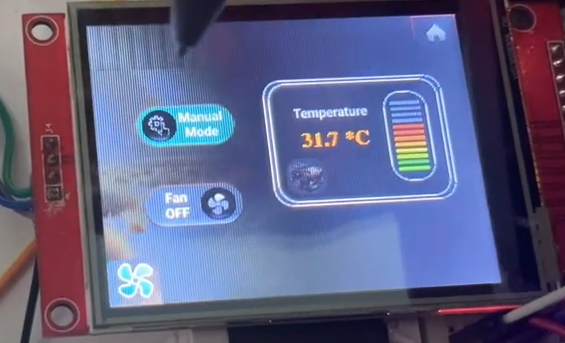 Manual
Mode
Temperature
31.7 °C
Fan
OFF